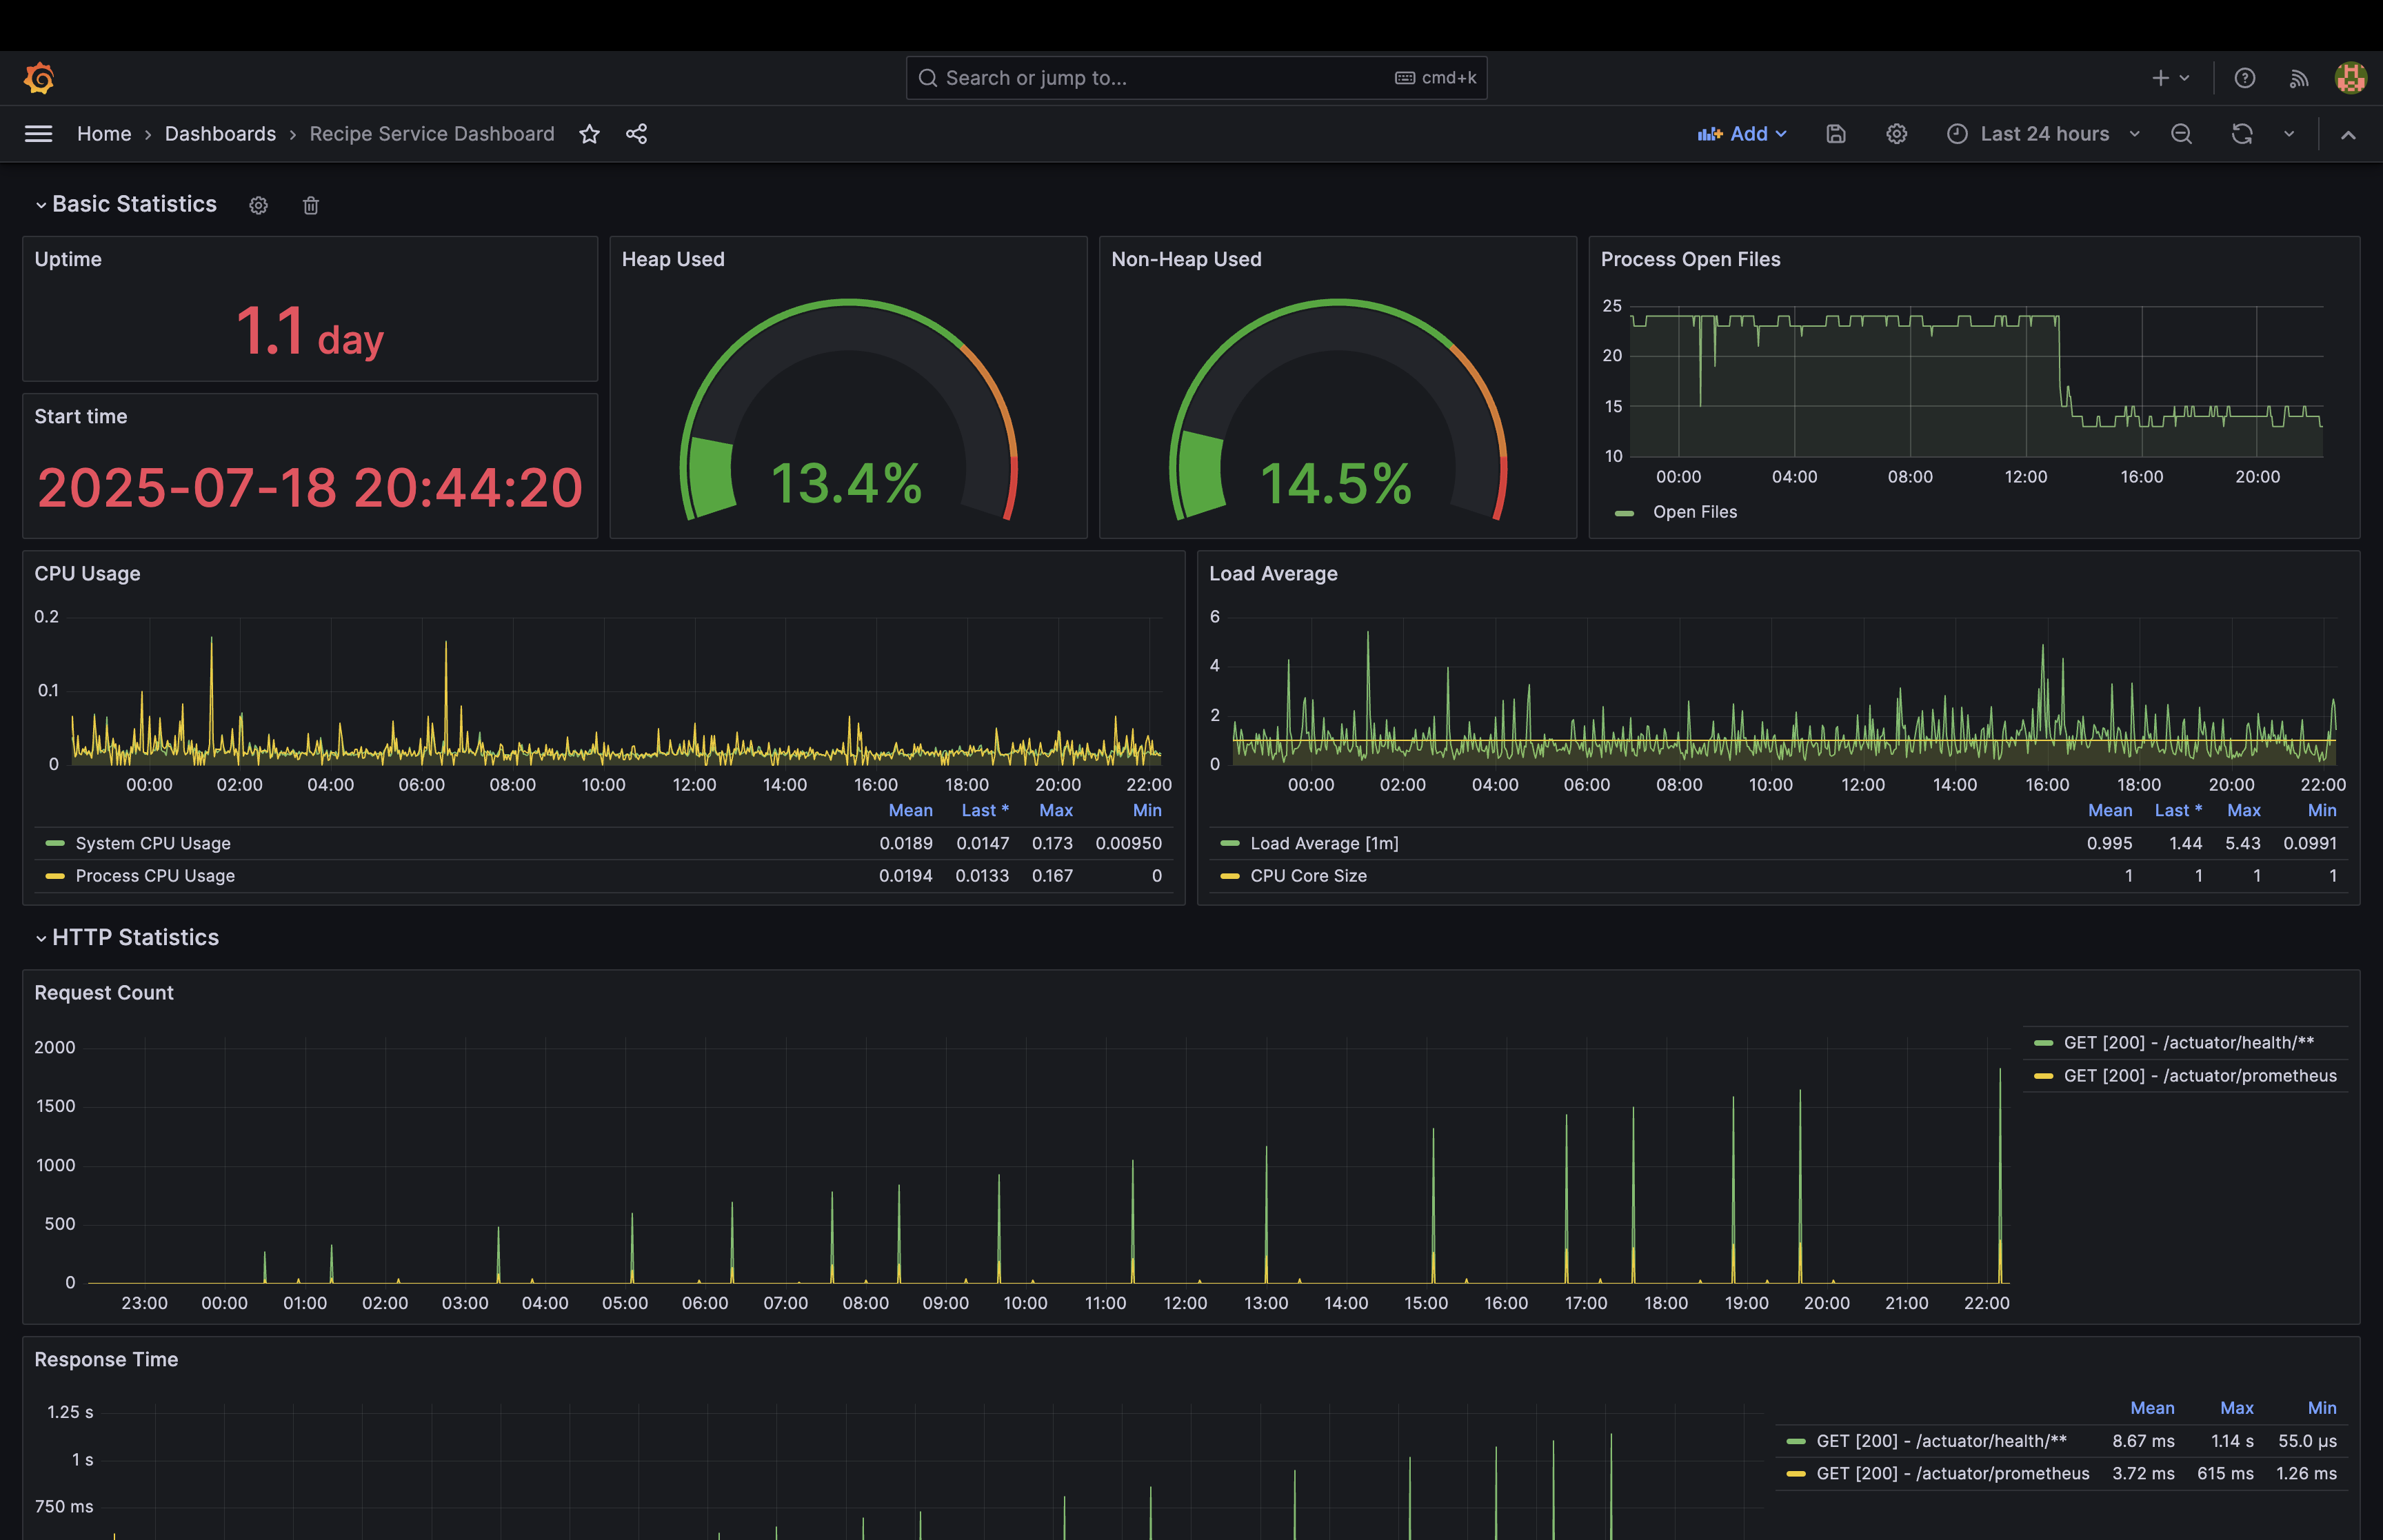 Search or jump to... cmd+k
Home › Dashboards › Recipe Service Dashboard Add Last 24 hours
Basic Statistics
Uptime
1.1 day
Start time
2025-07-18 20:44:20
Heap Used
13.4%
Non-Heap Used
14.5%
Process Open Files
25
20
15
10
00:00 04:00 08:00 12:00 16:00 20:00
Open Files
CPU Usage
0.2
0.1
0
00:00 02:00 04:00 06:00 08:00 10:00 12:00 14:00 16:00 18:00 20:00 22:00
Mean Last * Max Min
System CPU Usage 0.0189 0.0147 0.173 0.00950
Process CPU Usage 0.0194 0.0133 0.167 0
Load Average
6
4
2
0
00:00 02:00 04:00 06:00 08:00 10:00 12:00 14:00 16:00 18:00 20:00 22:00
Mean Last * Max Min
Load Average [1m] 0.995 1.44 5.43 0.0991
CPU Core Size 1 1 1 1
HTTP Statistics
Request Count
2000
1500
1000
500
0
23:00 00:00 01:00 02:00 03:00 04:00 05:00 06:00 07:00 08:00 09:00 10:00 11:00 12:00 13:00 14:00 15:00 16:00 17:00 18:00 19:00 20:00 21:00 22:00
GET [200] - /actuator/health/**
GET [200] - /actuator/prometheus
Response Time
1.25 s
1 s
750 ms
Mean Max Min
GET [200] - /actuator/health/** 8.67 ms 1.14 s 55.0 µs
GET [200] - /actuator/prometheus 3.72 ms 615 ms 1.26 ms